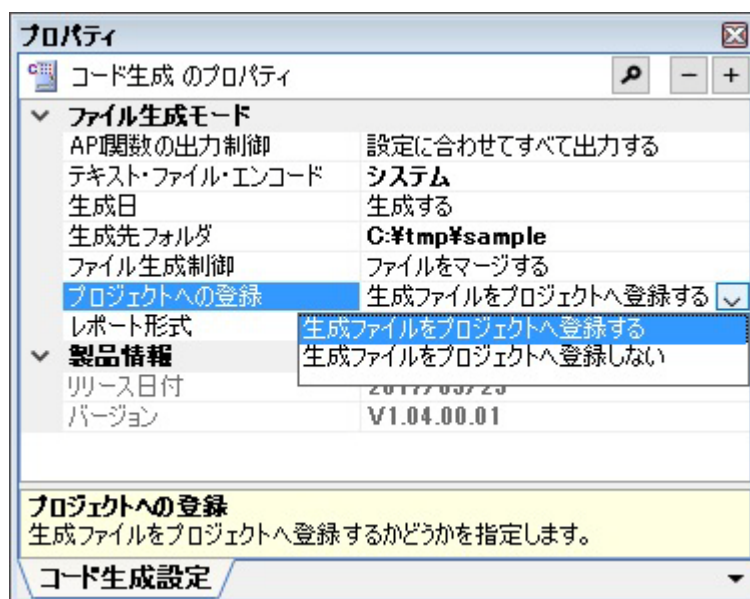 プロパティ
コード生成 のプロパティ
ファイル生成モード
API関数の出力制御 設定に合わせてすべて出力する
テキスト・ファイル・エンコード システム
生成日 生成する
生成先フォルダ C:¥tmp¥sample
ファイル生成制御 ファイルをマージする
プロジェクトへの登録 生成ファイルをプロジェクトへ登録する
レポート形式 生成ファイルをプロジェクトへ登録する
製品情報 生成ファイルをプロジェクトへ登録しない
リリース日付
バージョン V1.04.00.01
プロジェクトへの登録
生成ファイルをプロジェクトへ登録するかどうかを指定します。
コード生成設定